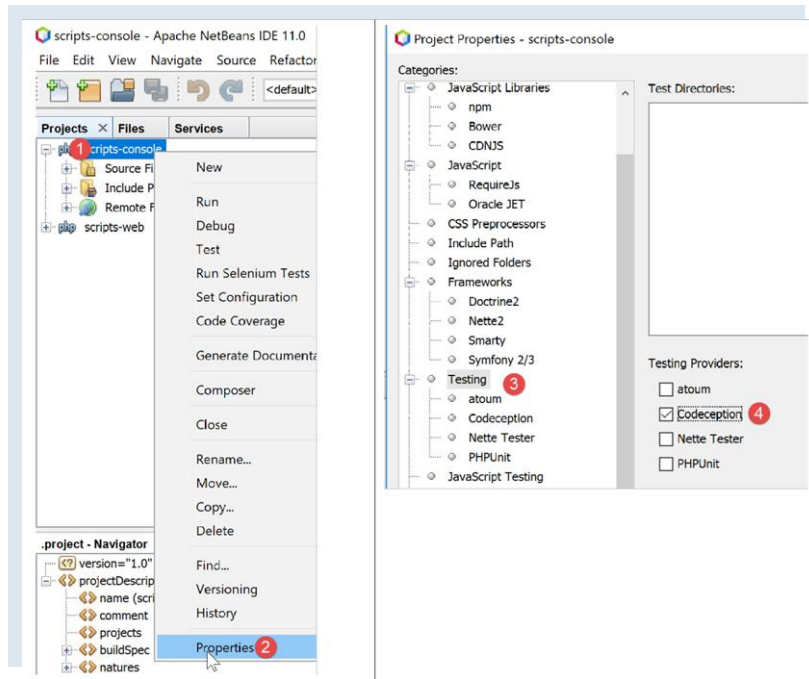 scripts-console - Apache NetBeans IDE 11.0
File Edit View Navigate Source Refactor
<default>
Projects × Files Services
1 scripts-console
Source Fi
Include P
Remote F
php scripts-web
New
Run
Debug
Test
Run Selenium Tests
Set Configuration
Code Coverage
Generate Documenta
Composer
Close
Rename...
Move...
Copy...
Delete
Find...
Versioning
History
Properties 2
.project - Navigator
<?> version="1.0"
<> projectDescrip
<> name (scri
<> comment
<> projects
<> buildSpec
<> natures
Project Properties - scripts-console
Categories:
JavaScript Libraries
npm
Bower
CDNJS
JavaScript
RequireJs
Oracle JET
CSS Preprocessors
Include Path
Ignored Folders
Frameworks
Doctrine2
Nette2
Smarty
Symfony 2/3
Testing 3
atoum
Codeception
Nette Tester
PHPUnit
JavaScript Testing
Test Directories:
Testing Providers:
atoum
Codeception 4
Nette Tester
PHPUnit